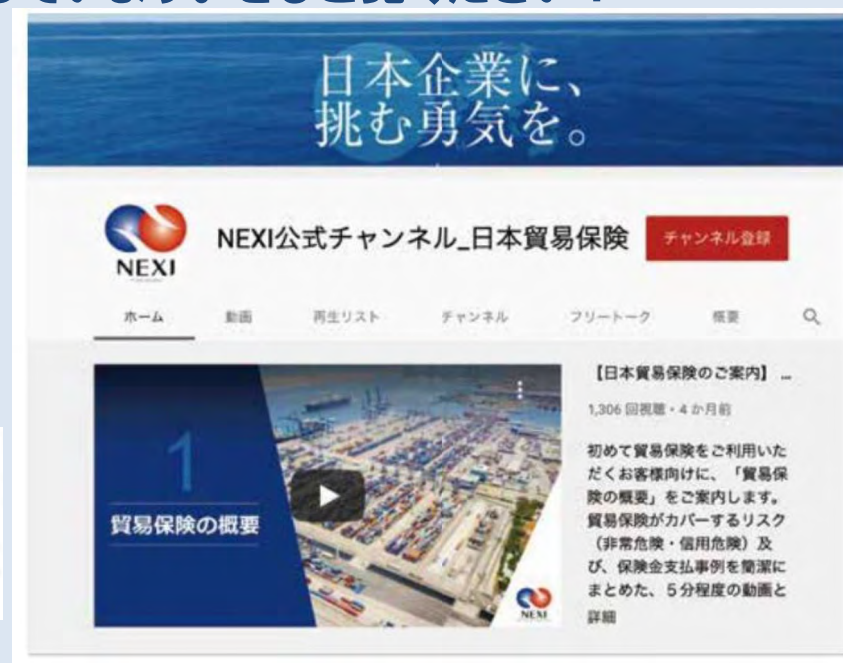 日本企業に、
挑む勇気を。
NEXI
NEXI公式チャンネル_日本貿易保険
チャンネル登録
ホーム 動画 再生リスト チャンネル フリートーク 概要
1
貿易保険の概要
NEXI
【日本貿易保険のご案内】 ...
1,306 回視聴・4 か月前
初めて貿易保険をご利用いた
だくお客様向けに、「貿易保
険の概要」をご案内します。
貿易保険がカバーするリスク
（非常危険・信用危険）及
び、保険金支払事例を簡潔に
まとめた、５分程度の動画と
詳細